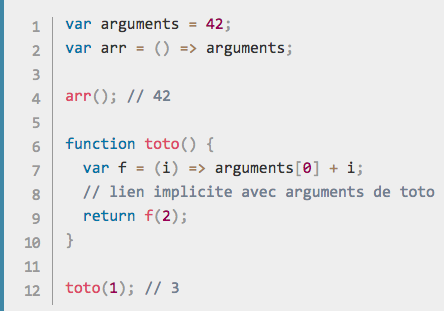 1 var arguments = 42;
2 var arr = () => arguments;
3
4 arr(); // 42
5
6 function toto() {
7   var f = (i) => arguments[0] + i;
8   // lien implicite avec arguments de toto
9   return f(2);
10 }
11
12 toto(1); // 3